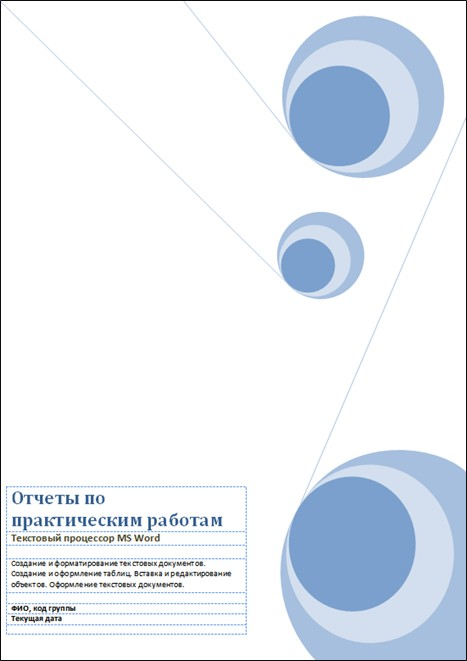 Отчеты по
практическим работам
Текстовый процессор MS Word
Создание и форматирование текстовых документов.
Создание и оформление таблиц. Вставка и редактирование
объектов. Оформление текстовых документов.
ФИО, код группы
Текущая дата